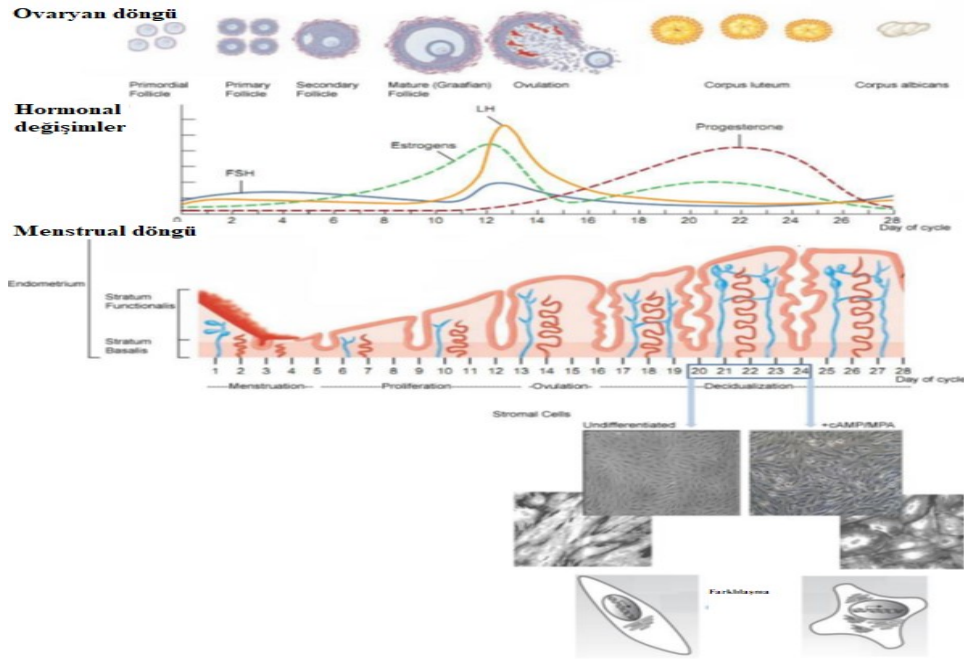 Ovaryan döngü
Primordial
Follicle
Primary
Follicle
Secondary
Follicle
Mature (Graafian)
Follicle
Ovulation
Corpus luteum
Corpus albicans
Hormonal
değişimler
LH
Estrogens
Progesterone
FSH
0 2 4 6 8 10 12 14 16 18 20 22 24 26 28
Day of cycle
Menstrual döngü
Endometrium
Stratum
Functionalis
Stratum
Basalis
1 2 3 4 5 6 7 8 9 10 11 12 13 14 15 16 17 18 19 20 21 22 23 24 25 26 27 28
Day of cycle
Menstruation
Proliferation
Ovulation
Decidualization
Stromal Cells
Undifferentiated
+cAMP/MPA
Farklılaşma